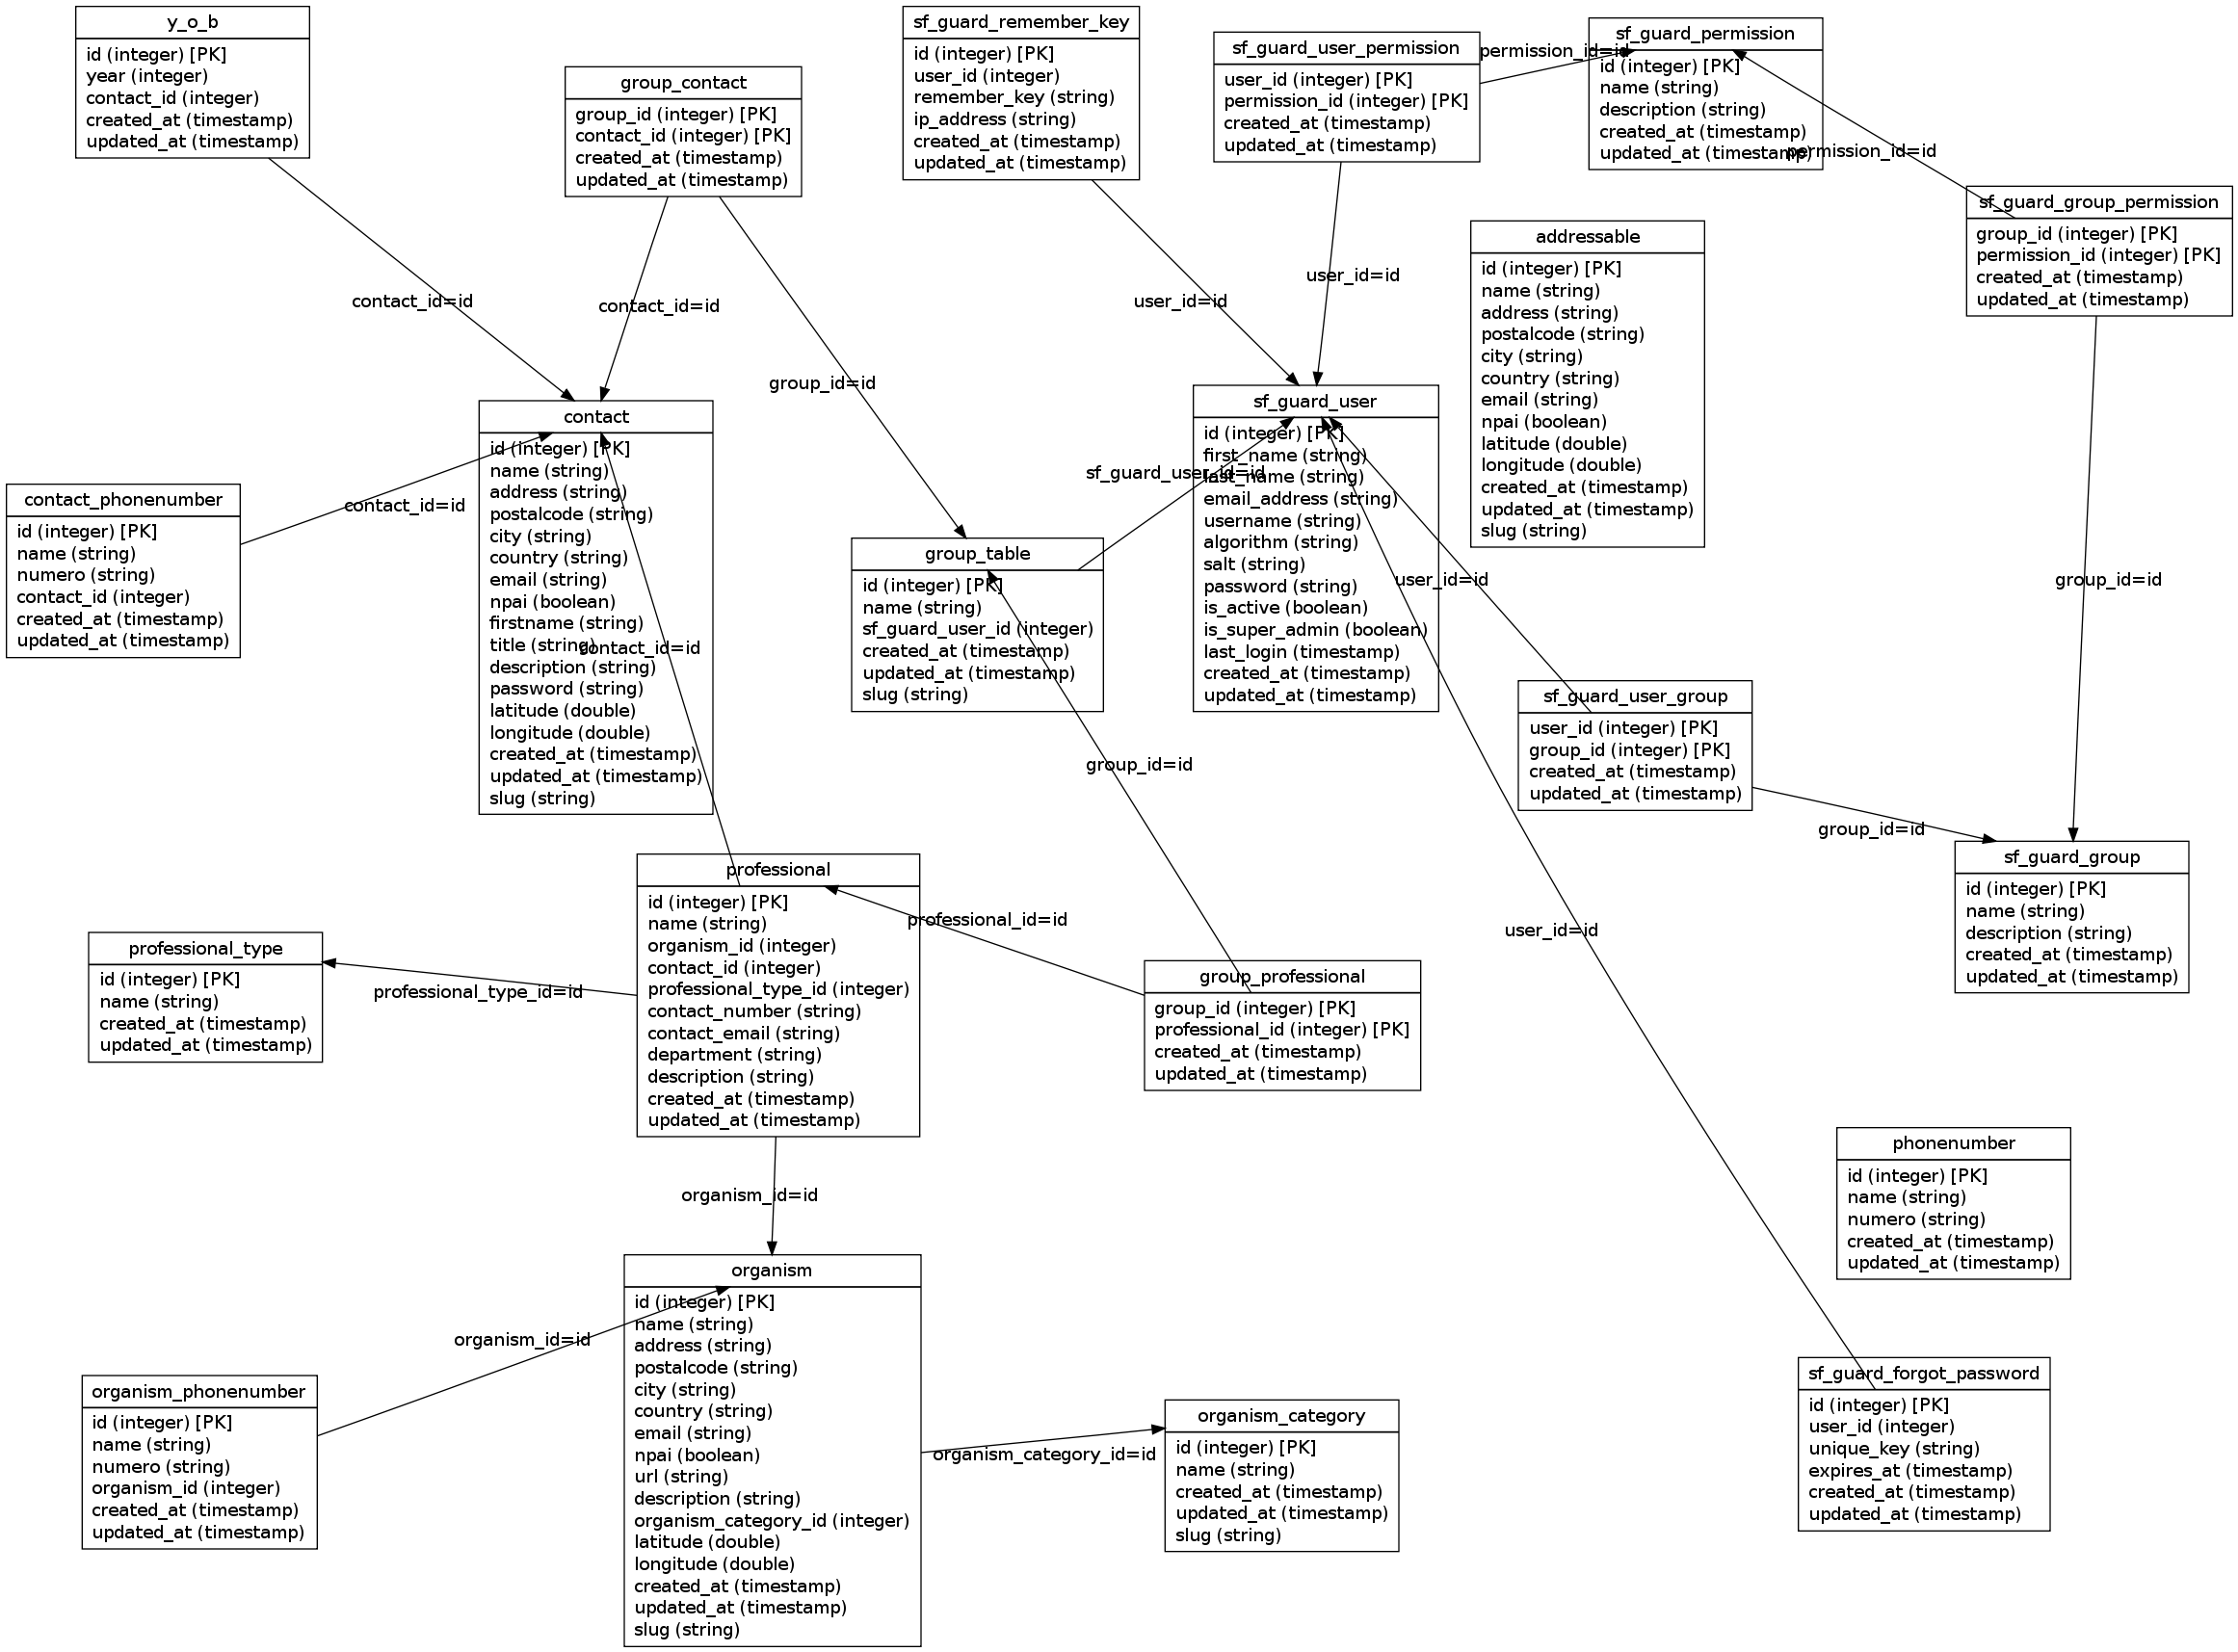 y_o_b
id (integer) [PK]
year (integer)
contact_id (integer)
created_at (timestamp)
updated_at (timestamp)
group_contact
group_id (integer) [PK]
contact_id (integer) [PK]
created_at (timestamp)
updated_at (timestamp)
sf_guard_remember_key
id (integer) [PK]
user_id (integer)
remember_key (string)
ip_address (string)
created_at (timestamp)
updated_at (timestamp)
sf_guard_user_permission
user_id (integer) [PK]
permission_id (integer) [PK]
created_at (timestamp)
updated_at (timestamp)
permission_id=id
sf_guard_permission
id (integer) [PK]
name (string)
description (string)
created_at (timestamp)
updated_at (timestamp)
permission_id=id
sf_guard_group_permission
group_id (integer) [PK]
permission_id (integer) [PK]
created_at (timestamp)
updated_at (timestamp)
addressable
id (integer) [PK]
name (string)
address (string)
postalcode (string)
city (string)
country (string)
email (string)
npai (boolean)
latitude (double)
longitude (double)
created_at (timestamp)
updated_at (timestamp)
slug (string)
contact_id=id
contact_id=id
group_id=id
user_id=id
user_id=id
contact
id (integer) [PK]
name (string)
address (string)
postalcode (string)
city (string)
country (string)
email (string)
npai (boolean)
firstname (string)
title (string)
description (string)
password (string)
latitude (double)
longitude (double)
created_at (timestamp)
updated_at (timestamp)
slug (string)
contact_phonenumber
id (integer) [PK]
name (string)
numero (string)
contact_id (integer)
created_at (timestamp)
updated_at (timestamp)
contact_id=id
contact_id=id
group_table
id (integer) [PK]
name (string)
sf_guard_user_id (integer)
created_at (timestamp)
updated_at (timestamp)
slug (string)
sf_guard_user_id=id
sf_guard_user
id (integer) [PK]
first_name (string)
last_name (string)
email_address (string)
username (string)
algorithm (string)
salt (string)
password (string)
is_active (boolean)
is_super_admin (boolean)
last_login (timestamp)
created_at (timestamp)
updated_at (timestamp)
user_id=id
group_id=id
sf_guard_user_group
user_id (integer) [PK]
group_id (integer) [PK]
created_at (timestamp)
updated_at (timestamp)
group_id=id
group_id=id
sf_guard_group
id (integer) [PK]
name (string)
description (string)
created_at (timestamp)
updated_at (timestamp)
professional
id (integer) [PK]
name (string)
organism_id (integer)
contact_id (integer)
professional_type_id (integer)
contact_number (string)
contact_email (string)
department (string)
description (string)
created_at (timestamp)
updated_at (timestamp)
professional_id=id
user_id=id
professional_type
id (integer) [PK]
name (string)
created_at (timestamp)
updated_at (timestamp)
professional_type_id=id
group_professional
group_id (integer) [PK]
professional_id (integer) [PK]
created_at (timestamp)
updated_at (timestamp)
phonenumber
id (integer) [PK]
name (string)
numero (string)
created_at (timestamp)
updated_at (timestamp)
organism_id=id
organism
id (integer) [PK]
name (string)
address (string)
postalcode (string)
city (string)
country (string)
email (string)
npai (boolean)
url (string)
description (string)
organism_category_id (integer)
latitude (double)
longitude (double)
created_at (timestamp)
updated_at (timestamp)
slug (string)
organism_id=id
organism_phonenumber
id (integer) [PK]
name (string)
numero (string)
organism_id (integer)
created_at (timestamp)
updated_at (timestamp)
organism_category_id=id
organism_category
id (integer) [PK]
name (string)
created_at (timestamp)
updated_at (timestamp)
slug (string)
sf_guard_forgot_password
id (integer) [PK]
user_id (integer)
unique_key (string)
expires_at (timestamp)
created_at (timestamp)
updated_at (timestamp)